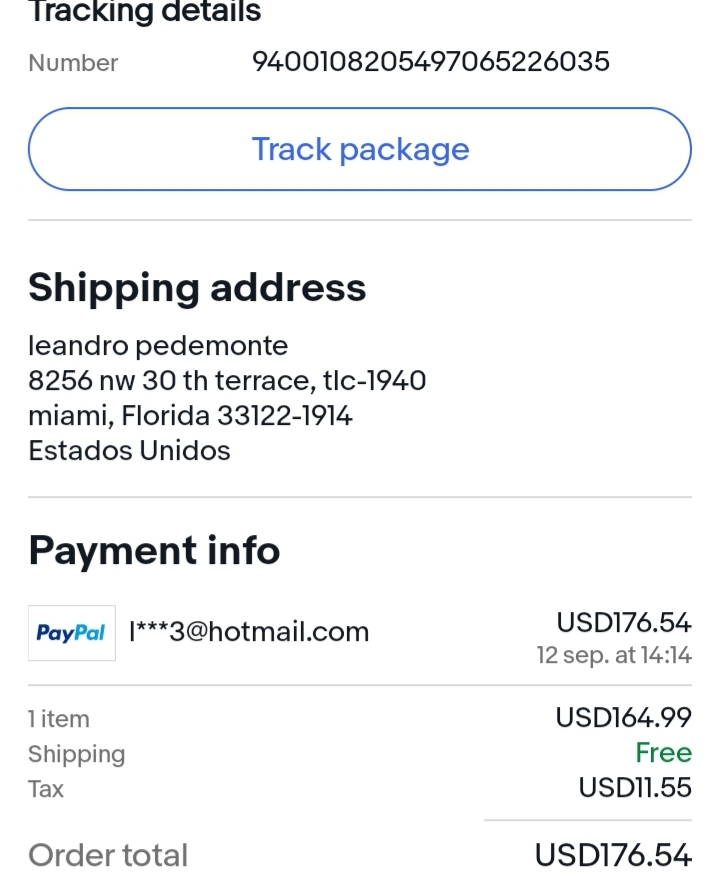 Tracking details
Number 9400108205497065226035
Track package
Shipping address
leandro pedemonte
8256 nw 30 th terrace, tlc-1940
miami, Florida 33122-1914
Estados Unidos
Payment info
PayPal l***3@hotmail.com USD176.54
12 sep. at 14:14
1 item USD164.99
Shipping Free
Tax USD11.55
Order total USD176.54